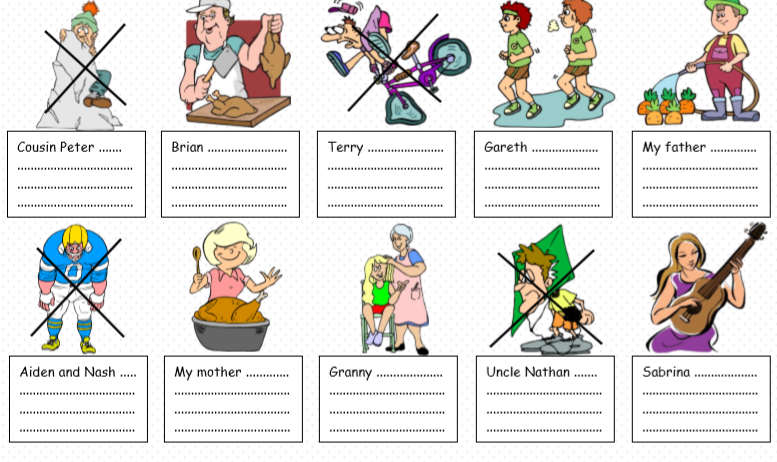 Cousin Peter .......
Brian ........................
Terry .......................
Gareth ....................
My father ................
Aiden and Nash .....
My mother .............
Granny ....................
Uncle Nathan .......
Sabrina ...................